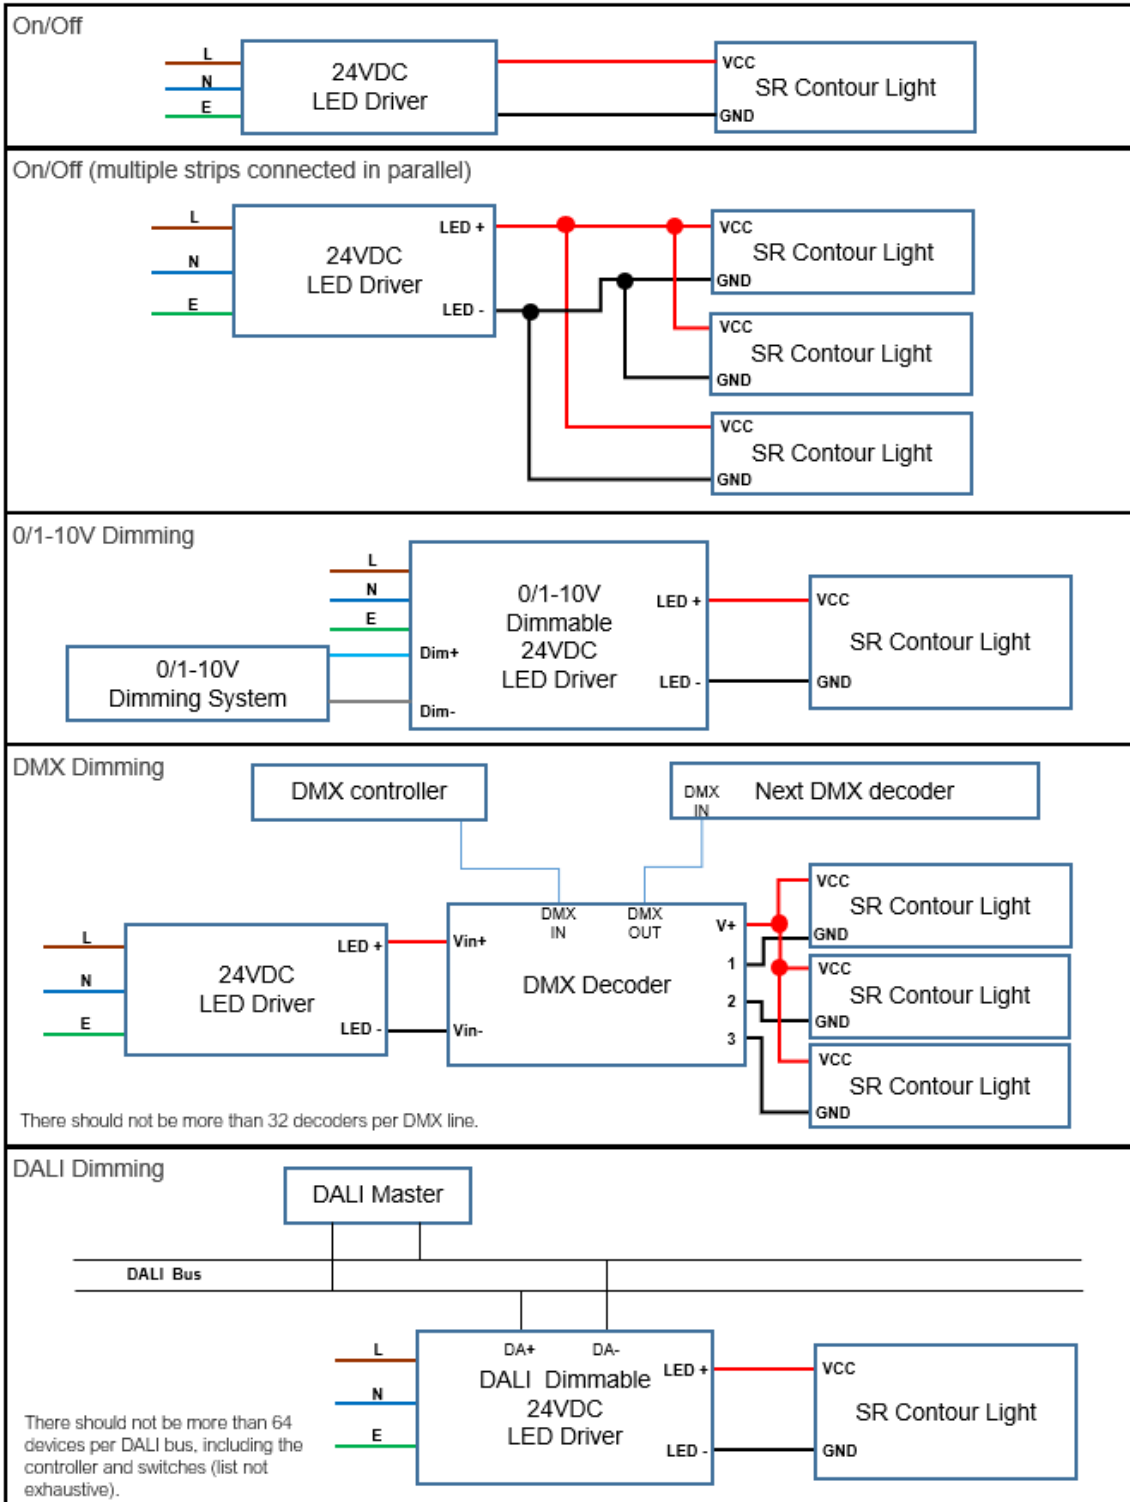 On/Off
L
N
E
24VDC
LED Driver
VCC
SR Contour Light
GND
On/Off (multiple strips connected in parallel)
L
N
E
24VDC
LED Driver
LED +
LED -
VCC
SR Contour Light
GND
VCC
SR Contour Light
GND
VCC
SR Contour Light
GND
0/1-10V Dimming
L
N
E
0/1-10V
Dimming System
Dim+
Dim-
0/1-10V
Dimmable
24VDC
LED Driver
LED +
LED -
VCC
SR Contour Light
GND
DMX Dimming
DMX controller
DMX
IN
Next DMX decoder
L
N
E
24VDC
LED Driver
LED +
LED -
Vin+
Vin-
DMX
IN
DMX
OUT
DMX Decoder
V+
1
2
3
VCC
SR Contour Light
GND
VCC
SR Contour Light
GND
VCC
SR Contour Light
GND
There should not be more than 32 decoders per DMX line.
DALI Dimming
DALI Master
DALI Bus
L
N
E
DA+
DA-
DALI Dimmable
24VDC
LED Driver
LED +
LED -
VCC
SR Contour Light
GND
There should not be more than 64
devices per DALI bus, including the
controller and switches (list not
exhaustive).